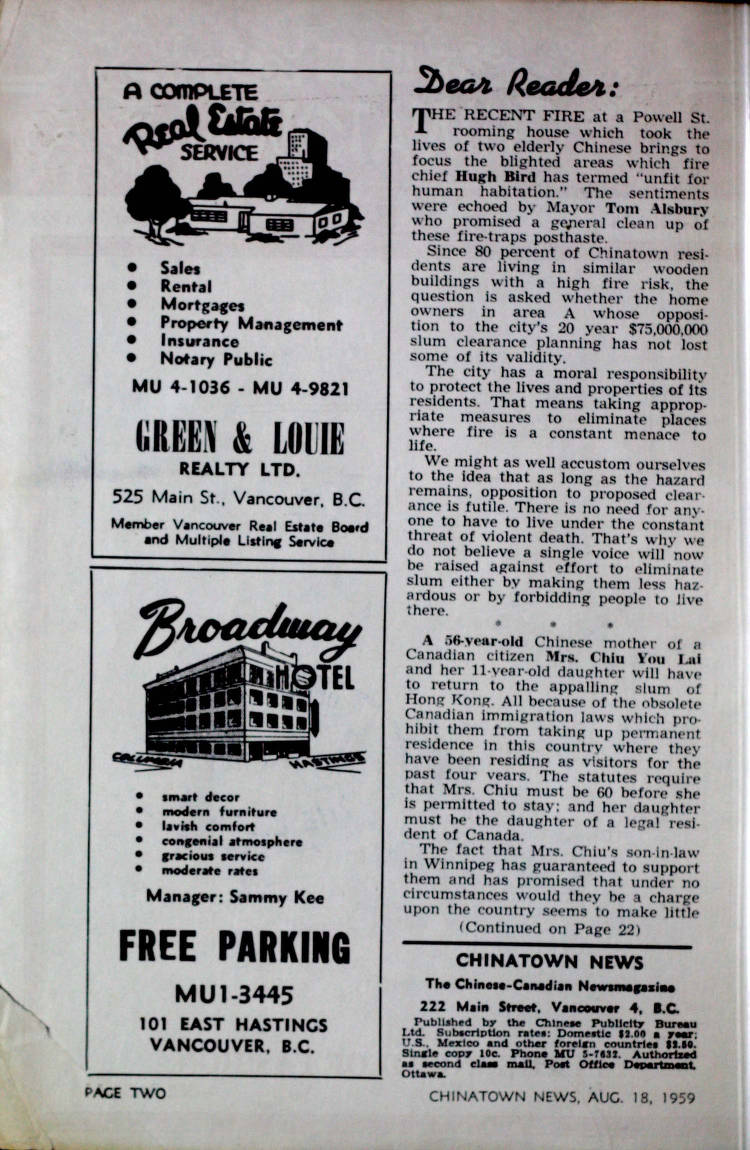 A COMPLETE
Real Estate
SERVICE
• Sales
• Rental
• Mortgages
• Property Management
• Insurance
• Notary Public
MU 4-1036 - MU 4-9821
GREEN & LOUIE
REALTY LTD.
525 Main St., Vancouver, B.C.
Member Vancouver Real Estate Board
and Multiple Listing Service
Broadway
HOTEL
COLUMBIA HASTINGS
• smart decor
• modern furniture
• lavish comfort
• congenial atmosphere
• gracious service
• moderate rates
Manager: Sammy Kee
FREE PARKING
MU1-3445
101 EAST HASTINGS
VANCOUVER, B.C.
Dear Reader:
THE RECENT FIRE at a Powell St.
rooming house which took the
lives of two elderly Chinese brings to
focus the blighted areas which fire
chief Hugh Bird has termed "unfit for
human habitation." The sentiments
were echoed by Mayor Tom Alsbury
who promised a general clean up of
these fire-traps posthaste.
Since 80 percent of Chinatown resi-
dents are living in similar wooden
buildings with a high fire risk, the
question is asked whether the home
owners in area A whose opposi-
tion to the city's 20 year $75,000,000
slum clearance planning has not lost
some of its validity.
The city has a moral responsibility
to protect the lives and properties of its
residents. That means taking approp-
riate measures to eliminate places
where fire is a constant menace to
life.
We might as well accustom ourselves
to the idea that as long as the hazard
remains, opposition to proposed clear-
ance is futile. There is no need for any-
one to have to live under the constant
threat of violent death. That's why we
do not believe a single voice will now
be raised against effort to eliminate
slum either by making them less haz-
ardous or by forbidding people to live
there.
* * *
A 56-year-old Chinese mother of a
Canadian citizen Mrs. Chiu You Lai
and her 11-year-old daughter will have
to return to the appalling slum of
Hong Kong. All because of the obsolete
Canadian immigration laws which pro-
hibit them from taking up permanent
residence in this country where they
have been residing as visitors for the
past four years. The statutes require
that Mrs. Chiu must be 60 before she
is permitted to stay; and her daughter
must be the daughter of a legal resi-
dent of Canada.
The fact that Mrs. Chiu's son-in-law
in Winnipeg has guaranteed to support
them and has promised that under no
circumstances would they be a charge
upon the country seems to make little
(Continued on Page 22)
CHINATOWN NEWS
The Chinese-Canadian Newsmagazine
222 Main Street, Vancouver 4, B.C.
Published by the Chinese Publicity Bureau
Ltd. Subscription rates: Domestic $2.00 a year;
U.S., Mexico and other foreign countries $2.50.
Single copy 10c. Phone MU 5-7632. Authorized
as second class mail, Post Office Department,
Ottawa.
PAGE TWO
CHINATOWN NEWS, AUG. 18, 1959